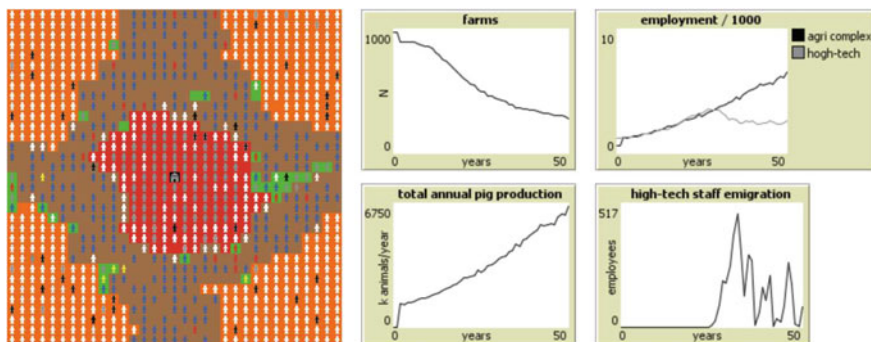 farms
1000
N
0
0
years
50
employment / 1000
10
0
0
years
50
agri complex
hogh-tech
total annual pig production
6750
k animals/year
0
0
years
50
high-tech staff emigration
517
employees
0
0
years
50